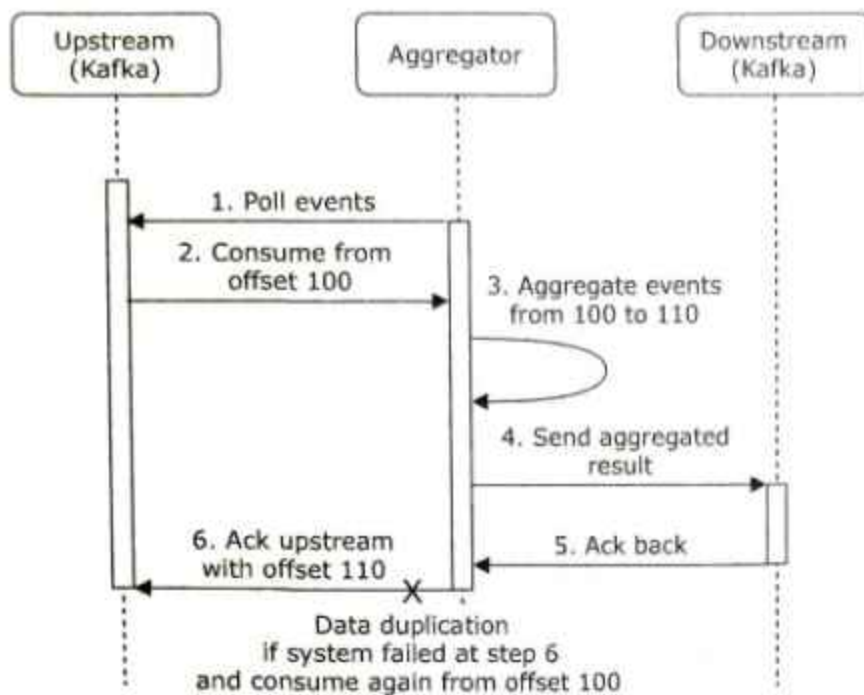 Upstream
(Kafka)
Aggregator
Downstream
(Kafka)
1. Poll events
2. Consume from
offset 100
3. Aggregate events
from 100 to 110
4. Send aggregated
result
5. Ack back
6. Ack upstream
with offset 110
X
Data duplication
if system failed at step 6
and consume again from offset 100